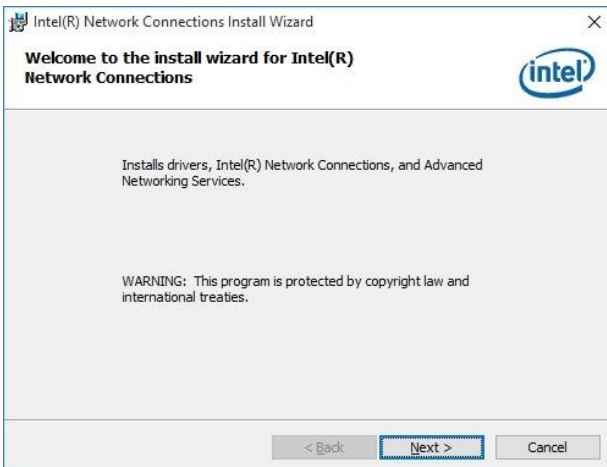 Intel(R) Network Connections Install Wizard
Welcome to the install wizard for Intel(R)
Network Connections
intel
Installs drivers, Intel(R) Network Connections, and Advanced
Networking Services.
WARNING: This program is protected by copyright law and
international treaties.
< Back
Next >
Cancel